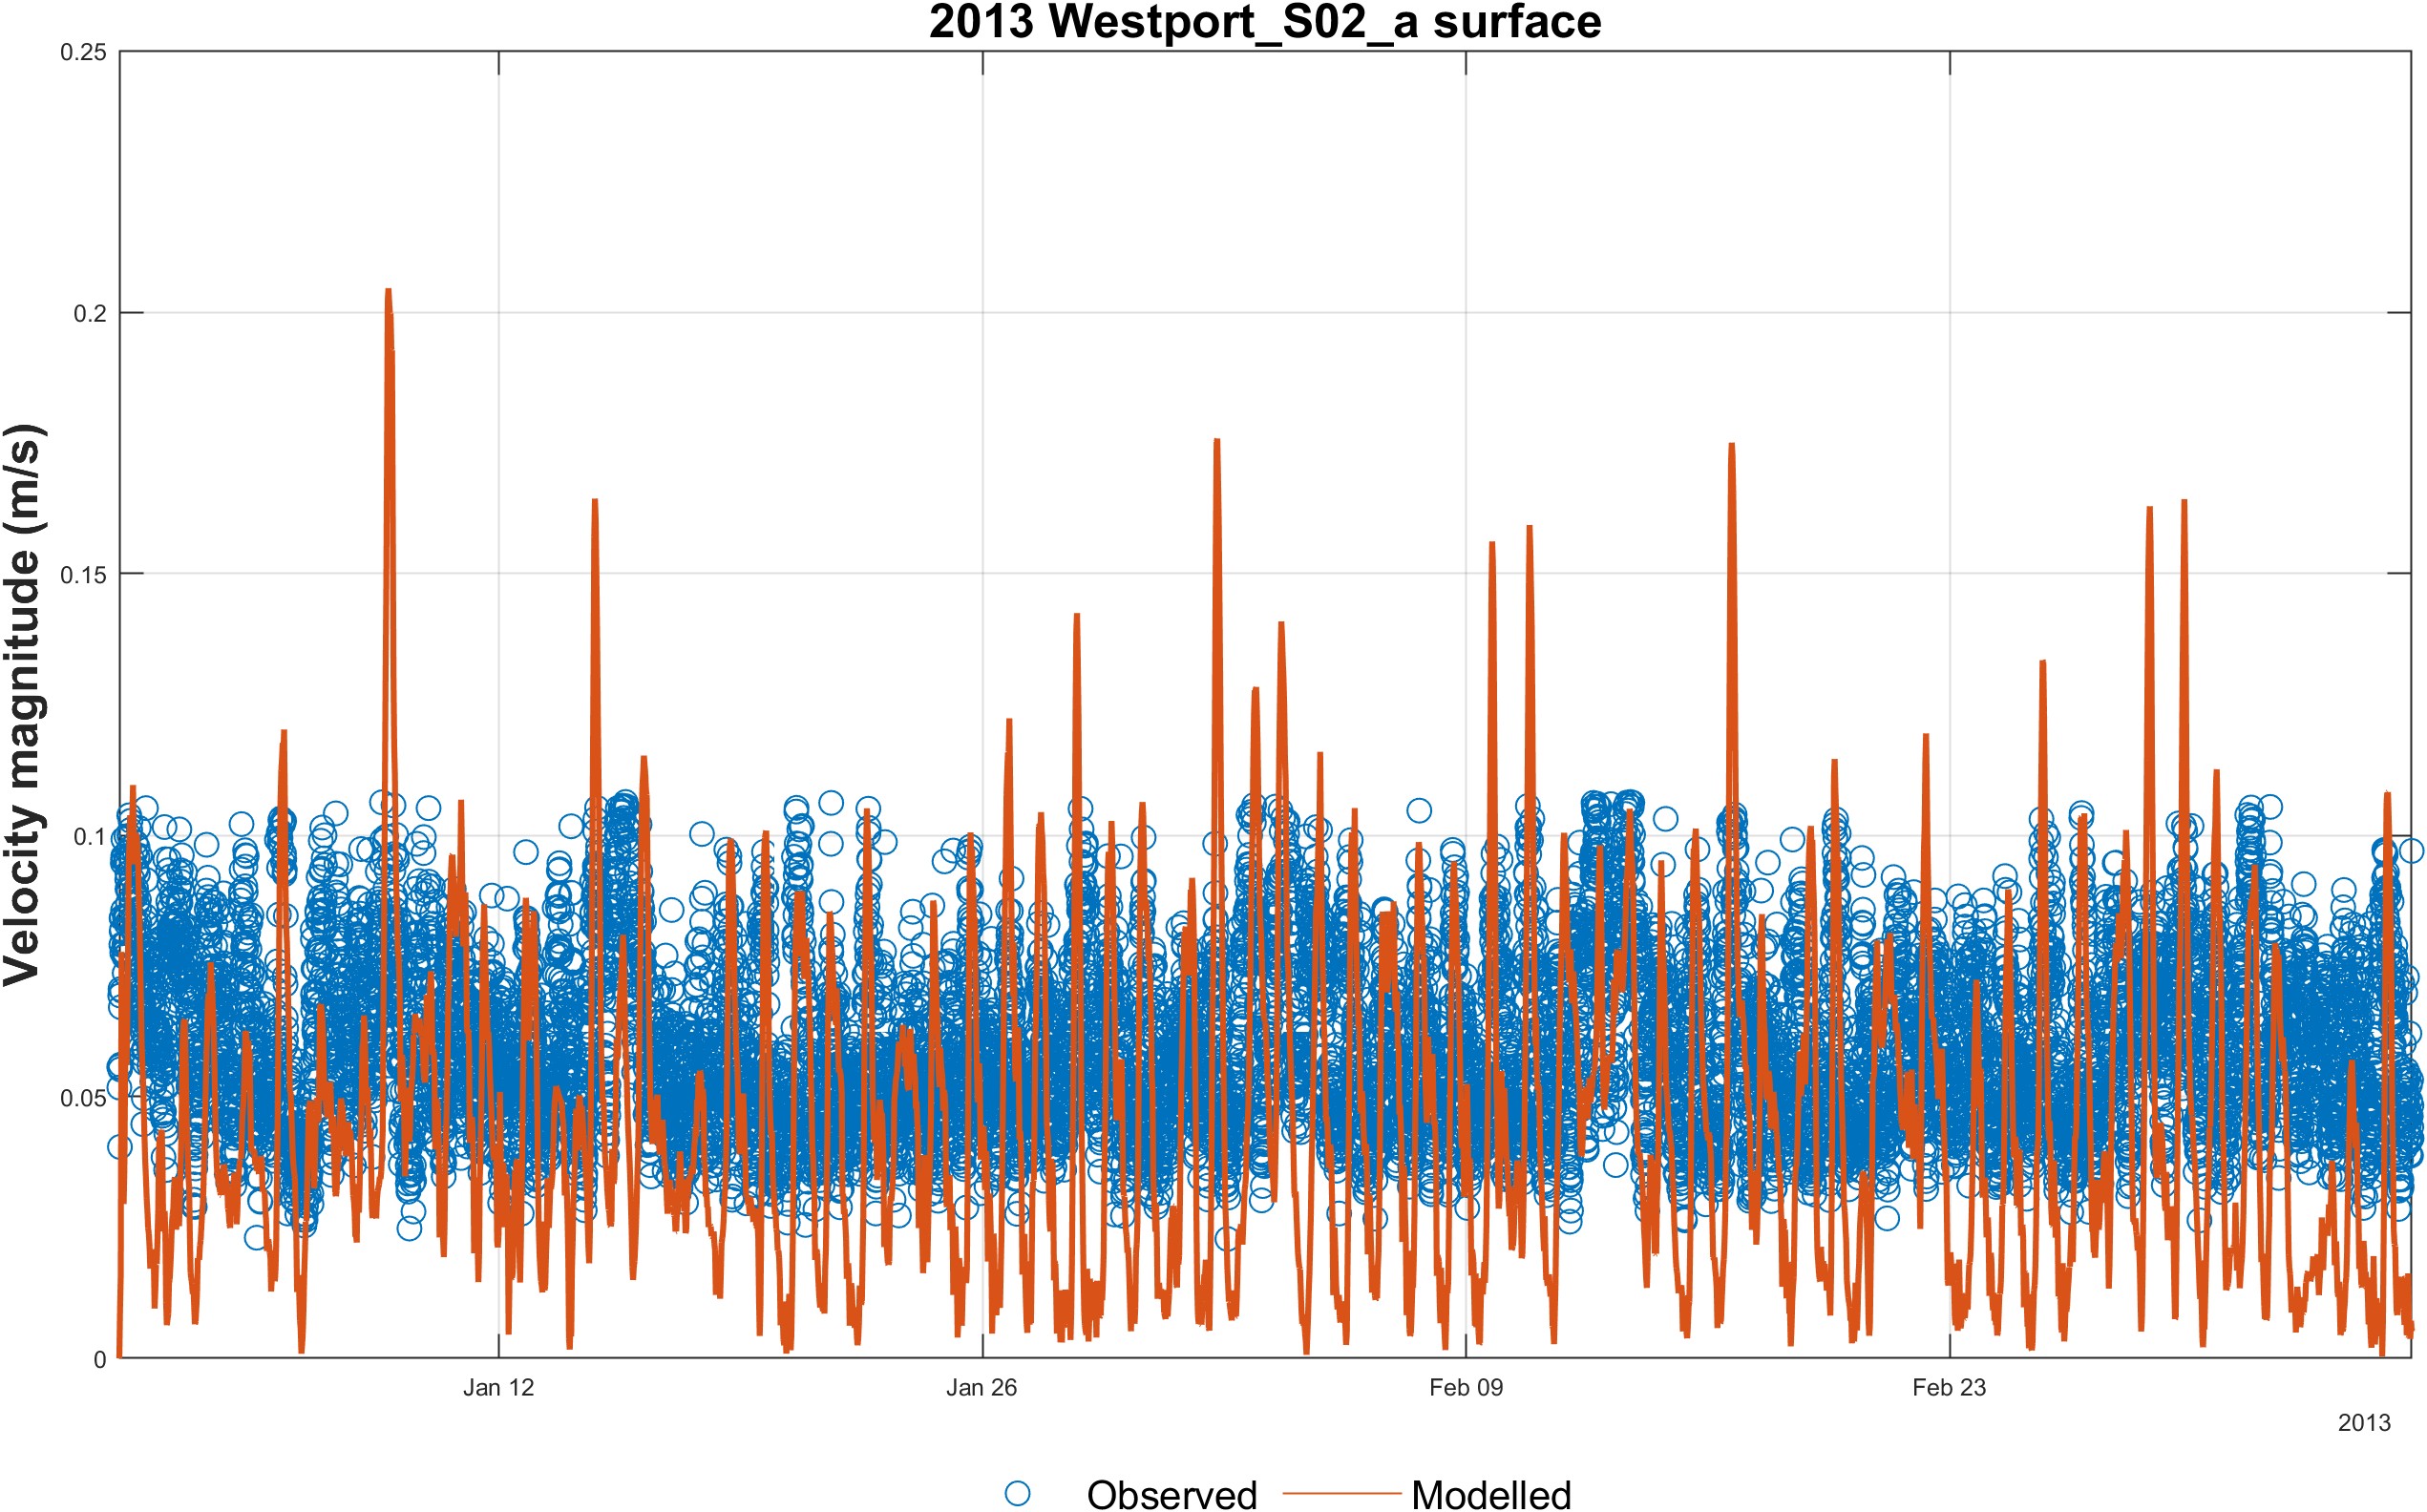 2013 Westport_S02_a surface
Velocity magnitude (m/s)
0.25
0.2
0.15
0.1
0.05
0
Jan 12
Jan 26
Feb 09
Feb 23
2013
Observed
Modelled